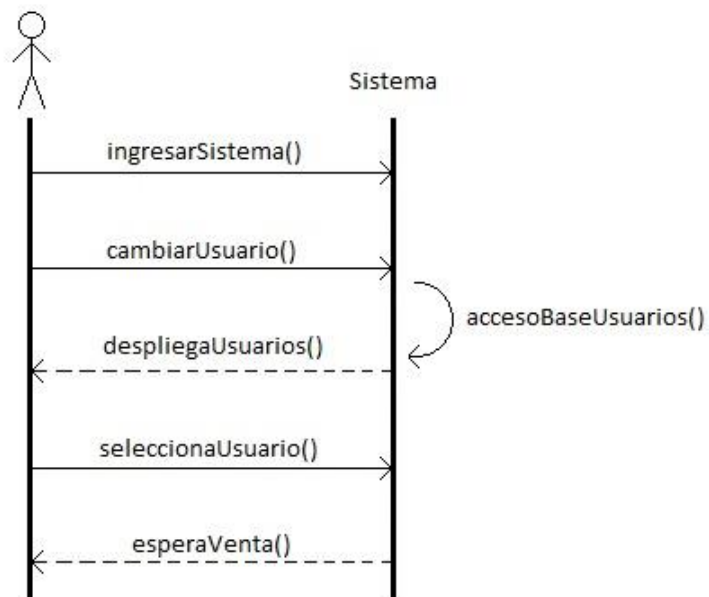 Sistema
ingresarSistema()
cambiarUsuario()
accesoBaseUsuarios()
despliegaUsuarios()
seleccionaUsuario()
esperaVenta()